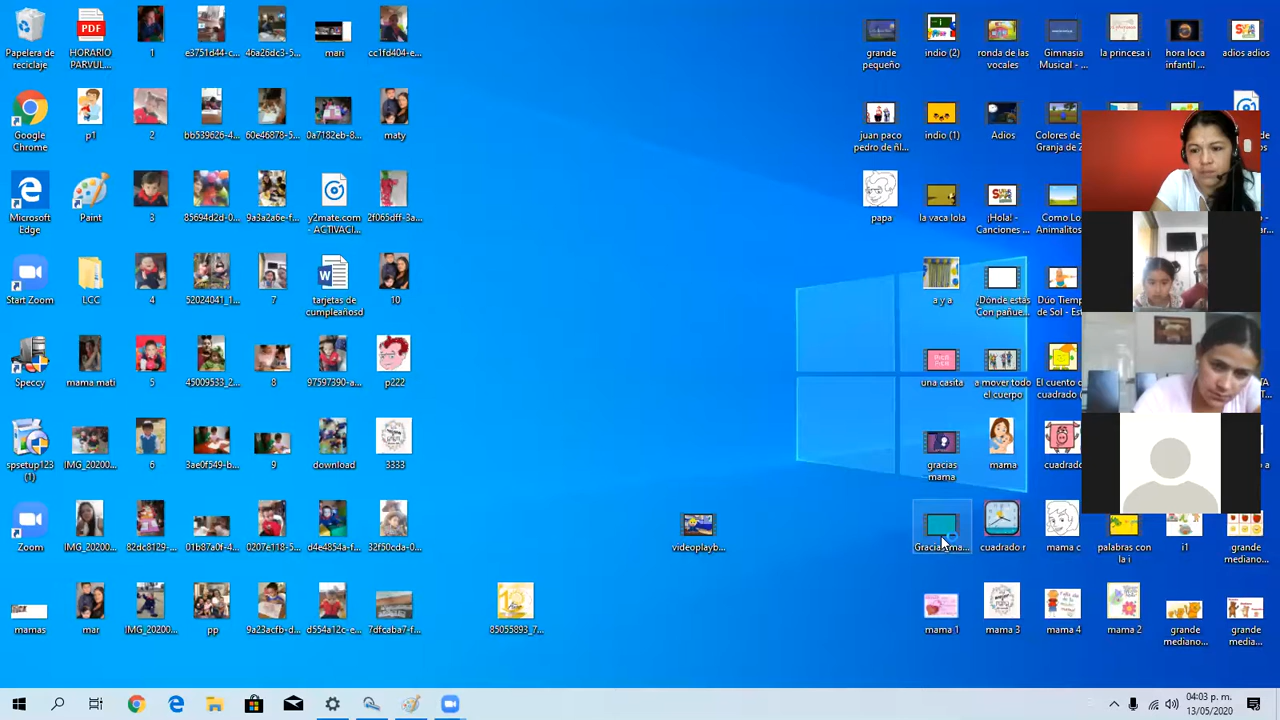 Papelera de reciclaje
HORARIO PARVUL...
1
e3751d44-c...
46a26dc3-5...
mari
cc1fd404-e...
grande pequeño
indio (2)
ronda de las vocales
Gimnasia Musical - ...
la princesa i
hora loca infantil ...
adios adios
Google Chrome
p1
2
bb539626-4...
60e46878-5...
0a7182eb-8...
maty
juan paco pedro de ñl...
indio (1)
Adios
Colores de Granja de Z
Microsoft Edge
Paint
3
85694d2d-0...
9a3a2a6e-f...
y2mate.com - ACTIVACI...
2f065dff-3a...
papa
la vaca lola
¡Hola! - Canciones ...
Como Lo Animalitos
Start Zoom
LCC
4
52024041_1...
7
tarjetas de cumpleañosd
10
a y a
¿Donde estas Con pañue...
Dúo Tiemp de Sol - Est
Speccy
mama mati
5
45009533_2...
8
97597390-a...
p222
una casita
a mover todo el cuerpo
El cuento c cuadrado (
spsetup123 (1)
IMG_20200...
6
3ae0f549-b...
9
download
3333
gracias mama
mama
cuadrado
Zoom
IMG_20200...
82dc8129-...
01b87a0f-4...
0207e118-5...
d4e4854a-f...
32f50cda-0...
videoplayb...
Gracias ma...
cuadrado r
mama c
palabras con la i
i1
grande mediano...
mamas
mar
IMG_20200...
pp
9a23acfb-d...
d554a12c-e...
7dfcaba7-f...
85055893_7...
mama 1
mama 3
mama 4
mama 2
grande mediano...
grande media...
04:03 p. m.
13/05/2020